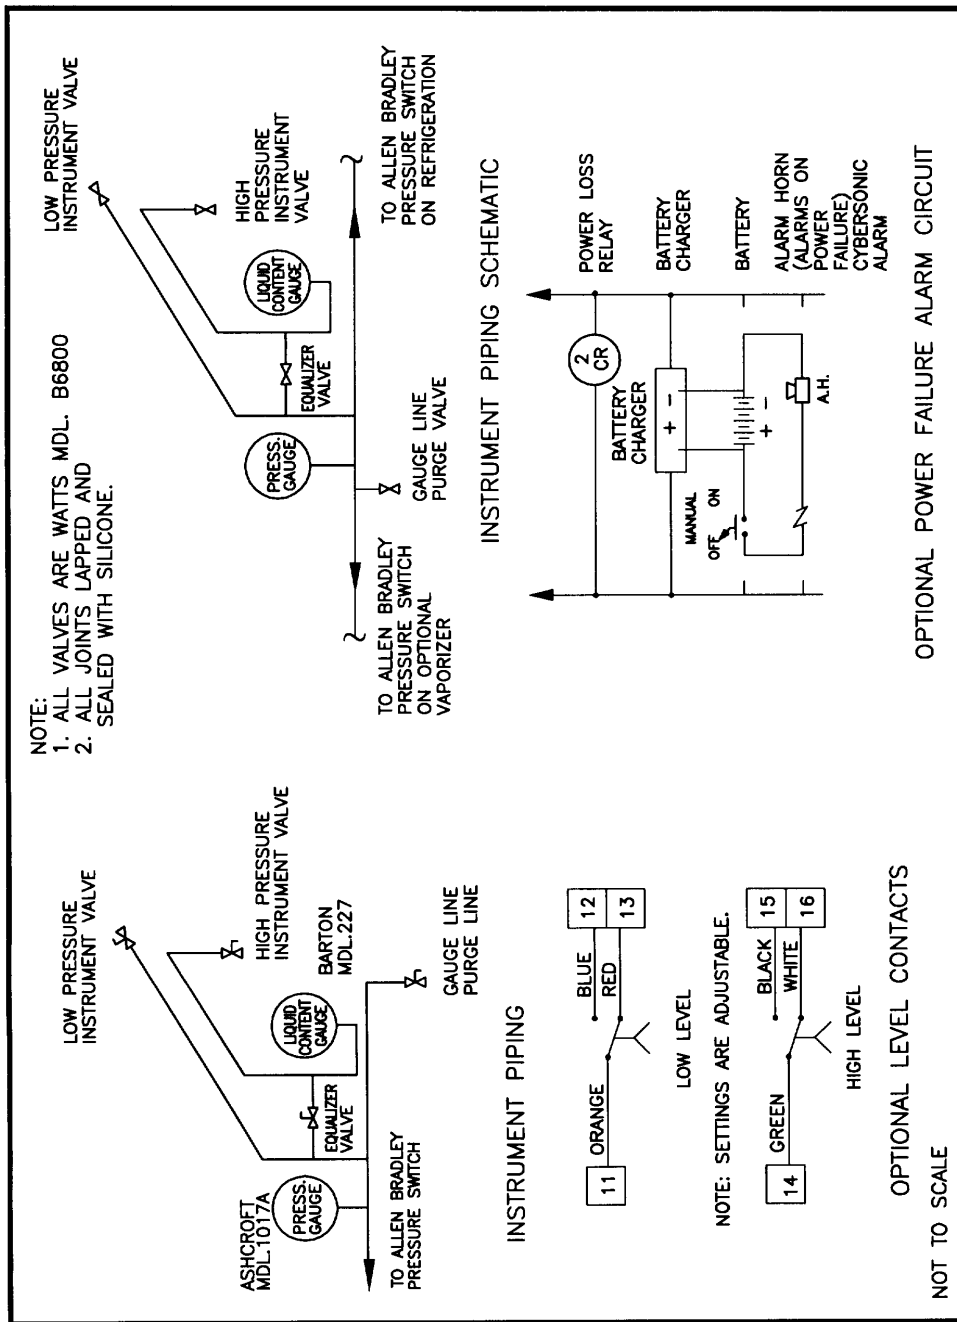 NOTE:
1. ALL VALVES ARE WATTS MDL. B6800
2. ALL JOINTS LAPPED AND
SEALED WITH SILICONE.
LOW PRESSURE
INSTRUMENT VALVE
HIGH PRESSURE
INSTRUMENT VALVE
BARTON
MDL.227
LIQUID
CONTENT
GAUGE
EQUALIZER
VALVE
ASHCROFT
MDL.1017A
PRESS.
GAUGE
TO ALLEN BRADLEY
PRESSURE SWITCH
GAUGE LINE
PURGE LINE
INSTRUMENT PIPING
LOW PRESSURE
INSTRUMENT VALVE
HIGH
PRESSURE
INSTRUMENT
VALVE
LIQUID
CONTENT
GAUGE
EQUALIZER
VALVE
PRESS.
GAUGE
GAUGE LINE
PURGE VALVE
TO ALLEN BRADLEY
PRESSURE SWITCH
ON OPTIONAL
VAPORIZER
TO ALLEN BRADLEY
PRESSURE SWITCH
ON REFRIGERATION
INSTRUMENT PIPING SCHEMATIC
11
ORANGE
BLUE
RED
12
13
LOW LEVEL
NOTE: SETTINGS ARE ADJUSTABLE.
14
GREEN
BLACK
WHITE
15
16
HIGH LEVEL
OPTIONAL LEVEL CONTACTS
NOT TO SCALE
2
CR
POWER LOSS
RELAY
BATTERY
CHARGER
+ -
BATTERY
CHARGER
MANUAL
OFF ON
+ -
BATTERY
A.H.
ALARM HORN
(ALARMS ON
POWER
FAILURE)
CYBERSONIC
ALARM
OPTIONAL POWER FAILURE ALARM CIRCUIT